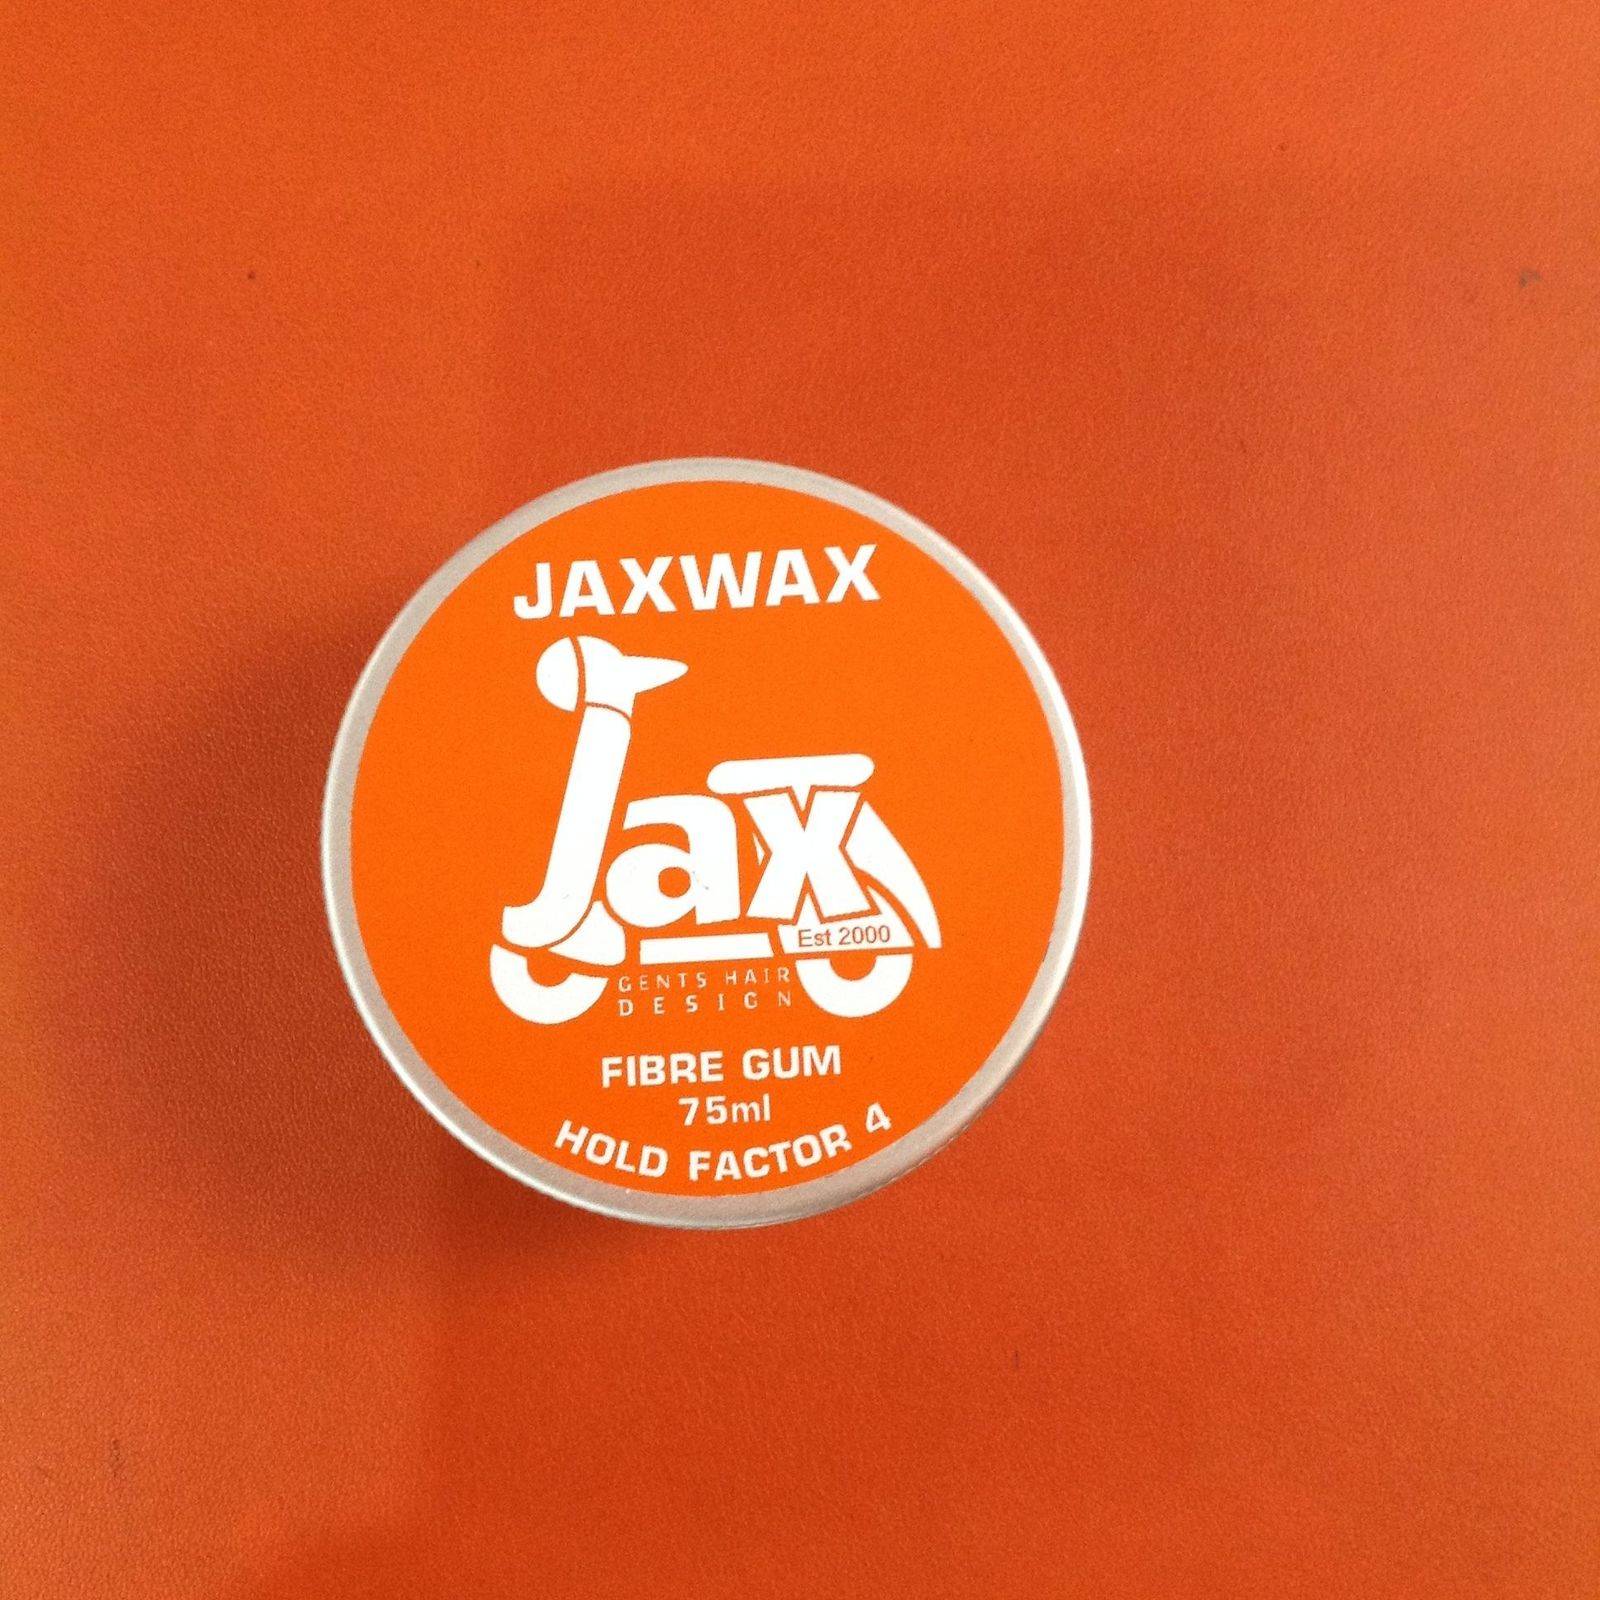 JAXWAX
Jax
Est 2000
GENTS HAIR
DESIGN
FIBRE GUM
75ml
HOLD FACTOR 4